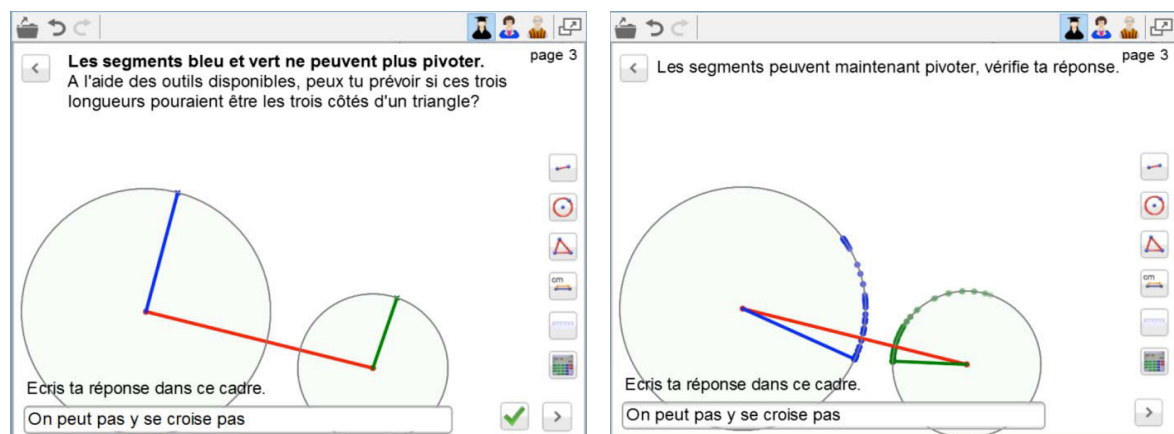 page 3
Les segments bleu et vert ne peuvent plus pivoter.
A l'aide des outils disponibles, peux tu prévoir si ces trois
longueurs pouraient être les trois côtés d'un triangle?
cm
Ecris ta réponse dans ce cadre.
On peut pas y se croise pas
page 3
Les segments peuvent maintenant pivoter, vérifie ta réponse.
cm
Ecris ta réponse dans ce cadre.
On peut pas y se croise pas